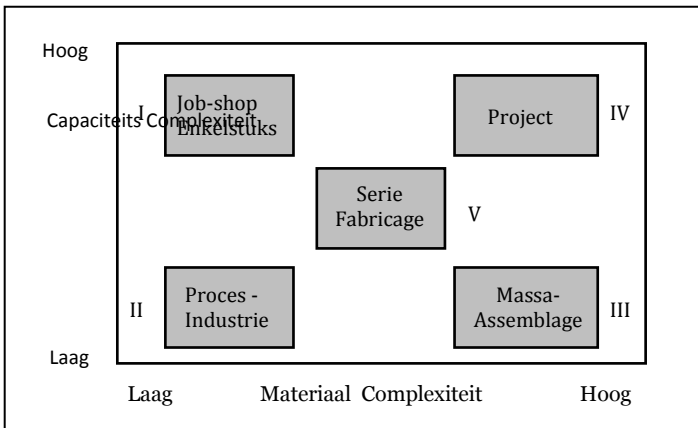 Hoog
I
Job-shop
Enkelstuks
Capaciteits Complexiteit
Project
IV
Serie
Fabricage
V
II
Proces -
Industrie
Massa-
Assemblage
III
Laag
Laag Materiaal Complexiteit Hoog